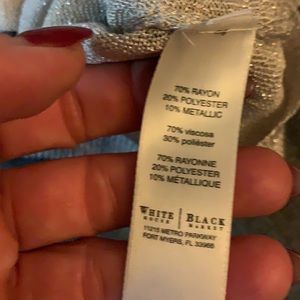 70% RAYON
20% POLYESTER
10% METALLIC
70% viscosa
30% poliéster
70% RAYONNE
20% POLYESTER
10% MÉTALLIQUE
WHITE | BLACK
HOUSE | MARKET
11215 METRO PARKWAY
FORT MYERS, FL 33966